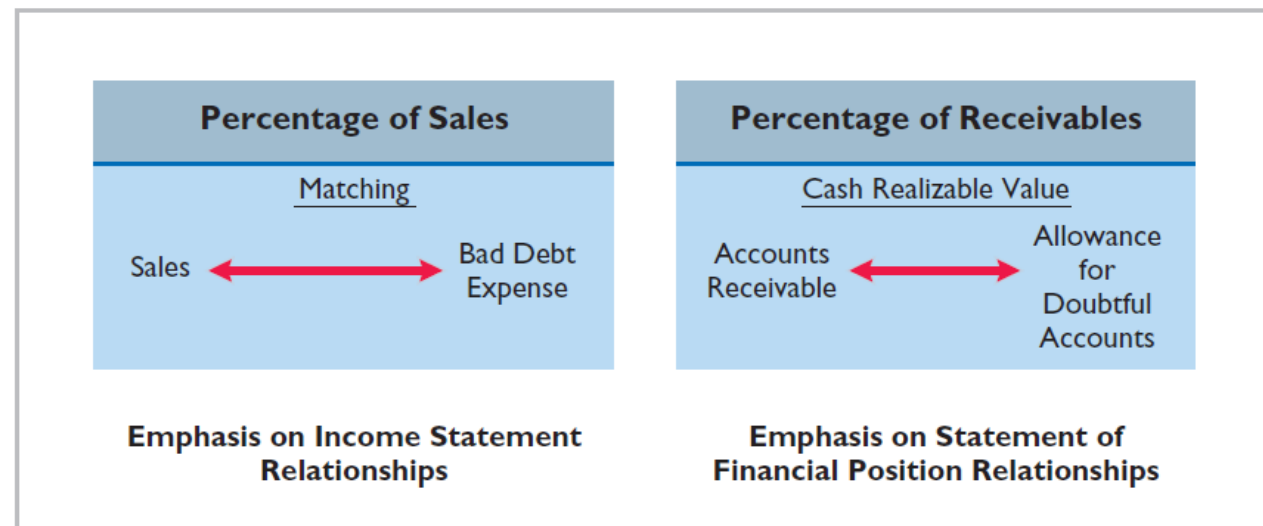 Percentage of Sales
Matching
Sales
Bad Debt
Expense
Emphasis on Income Statement
Relationships
Percentage of Receivables
Cash Realizable Value
Accounts
Receivable
Allowance
for
Doubtful
Accounts
Emphasis on Statement of
Financial Position Relationships